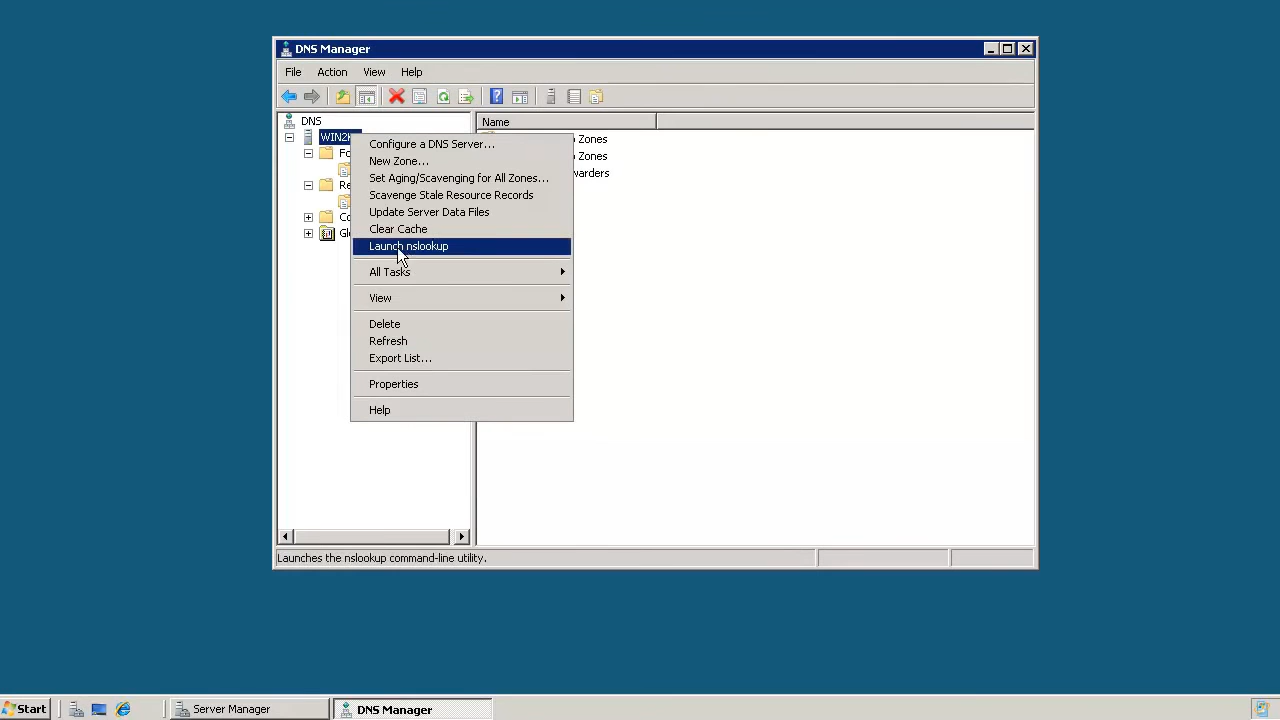 DNS Manager
File Action View Help
DNS
Name
WIN2
Configure a DNS Server...
New Zone...
Set Aging/Scavenging for All Zones...
Scavenge Stale Resource Records
Update Server Data Files
Clear Cache
Launch nslookup
All Tasks
View
Delete
Refresh
Export List...
Properties
Help
Zones
Zones
Launches the nslookup command-line utility.
Start
Server Manager
DNS Manager